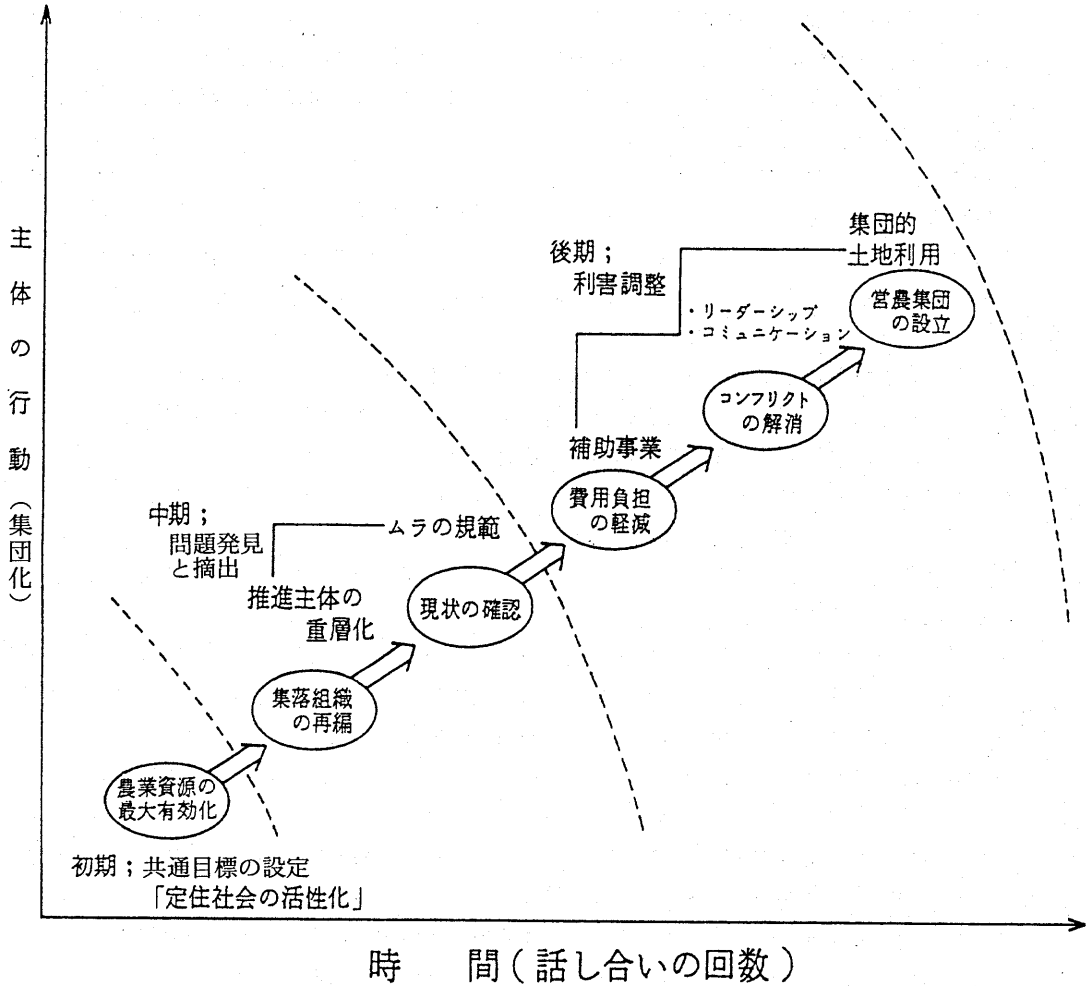 主体の行動(集団化)
集団的
土地利用
営農集団
の設立
後期;
利害調整
・リーダーシップ
・コミュニケーション
コンフリクト
の解消
補助事業
費用負担
の軽減
中期;
問題発見
と摘出
ムラの規範
現状の確認
推進主体の
重層化
集落組織
の再編
農業資源の
最大有効化
初期;共通目標の設定
「定住社会の活性化」
時 間(話し合いの回数)